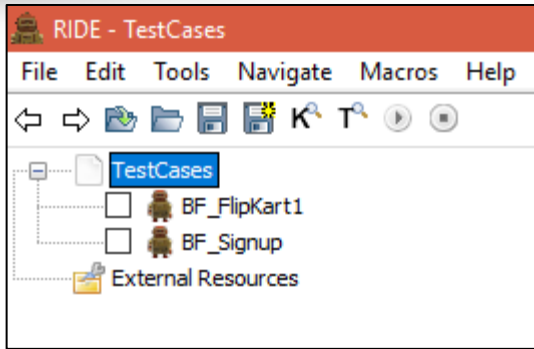 RIDE - TestCases
File Edit Tools Navigate Macros Help
K T
TestCases
BF_FlipKart1
BF_Signup
External Resources